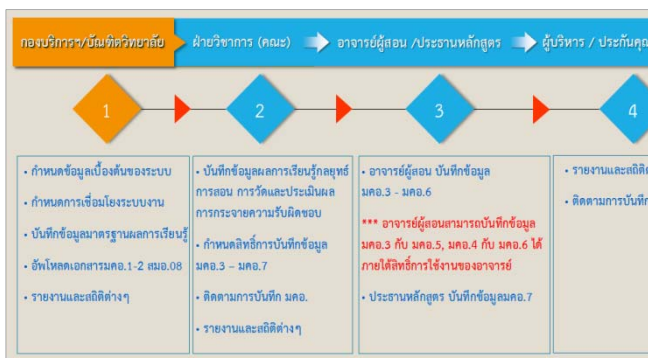 กองบริการฯ/บัณฑิตวิทยาลัย
ฝ่ายวิชาการ (คณะ)
อาจารย์ผู้สอน /ประธานหลักสูตร
ผู้บริหาร / ประกันคุณ
1
2
3
4
• กำหนดข้อมูลเบื้องต้นของระบบ
• กำหนดการเชื่อมโยงระบบงาน
• บันทึกข้อมูลมาตรฐานผลการเรียนรู้
• อัพโหลดเอกสารมคอ.1-2 สมอ.08
• รายงานและสถิติต่างๆ
• บันทึกข้อมูลผลการเรียนรู้กลยุทธ์
การสอน การวัดและประเมินผล
การกระจายความรับผิดชอบ
• กำหนดสิทธิ์การบันทึกข้อมูล
มคอ.3 – มคอ.7
• ติดตามการบันทึก มคอ.
• รายงานและสถิติต่างๆ
• อาจารย์ผู้สอน บันทึกข้อมูล
มคอ.3 - มคอ.6
*** อาจารย์ผู้สอนสามารถบันทึกข้อมูล
มคอ.3 กับ มคอ.5, มคอ.4 กับ มคอ.6 ได้
ภายใต้สิทธิ์การใช้งานของอาจารย์
• ประธานหลักสูตร บันทึกข้อมูลมคอ.7
• รายงานและสถิติ
• ติดตามการบันทึก